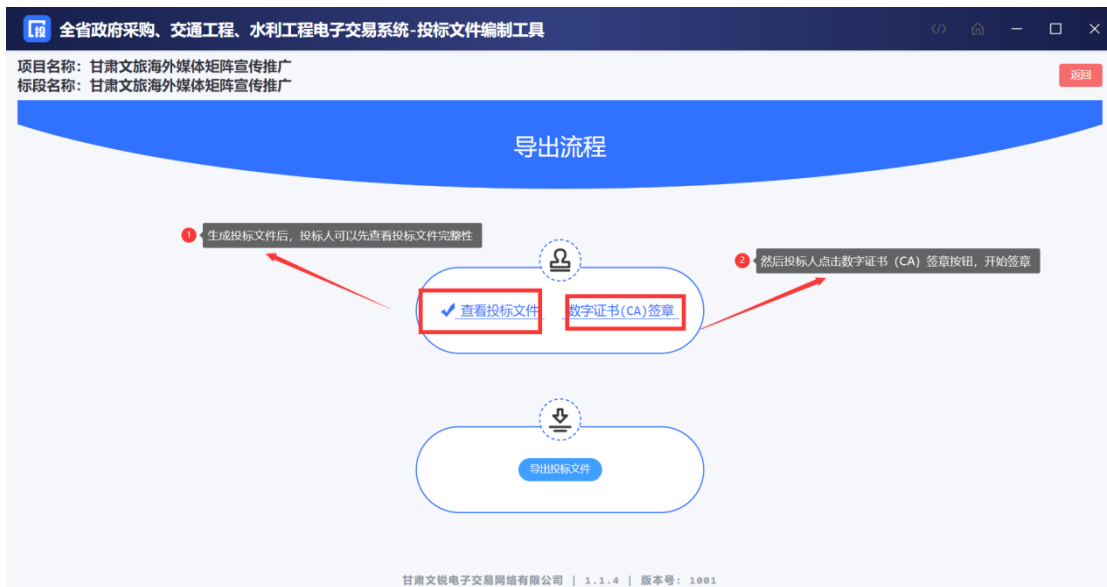 投
全省政府采购、交通工程、水利工程电子交易系统-投标文件编制工具
项目名称：甘肃文旅海外媒体矩阵宣传推广
标段名称：甘肃文旅海外媒体矩阵宣传推广
返回
导出流程
1 生成投标文件后，投标人可以先查看投标文件完整性
2 然后投标人点击数字证书（CA）签章按钮，开始签章
查看投标文件 数字证书(CA)签章
导出投标文件
甘肃文锐电子交易网络有限公司 | 1.1.4 | 版本号: 1001